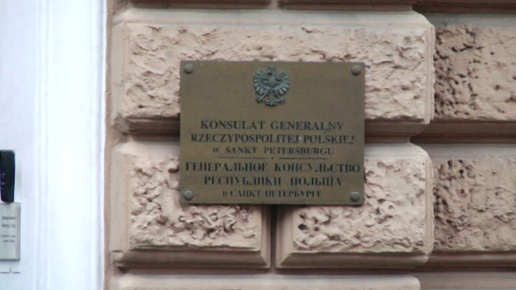 KONSULAT GENERALNY
RZECZYPOSPOLITEJ POLSKIEJ
W SANKT PETERSBURGU
ГЕНЕРАЛЬНОЕ КОНСУЛЬСТВО
РЕСПУБЛИКИ ПОЛЬША
В САНКТ-ПЕТЕРБУРГЕ